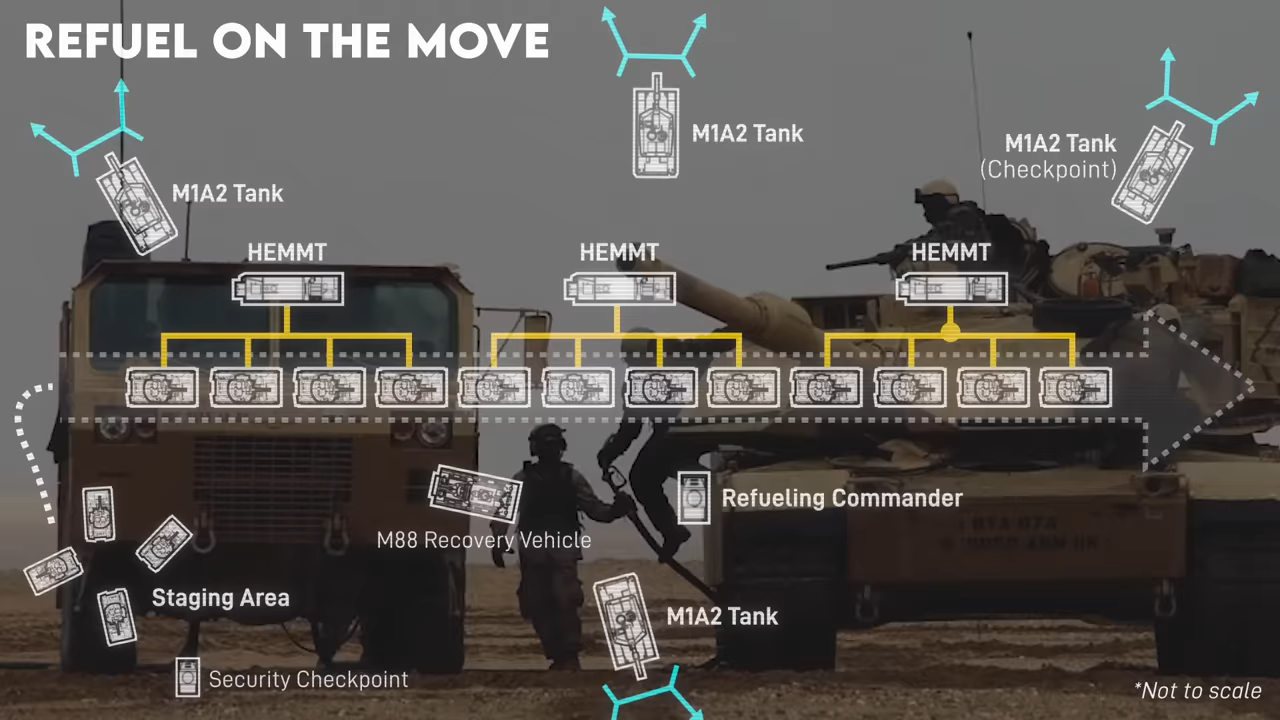 REFUEL ON THE MOVE
M1A2 Tank
M1A2 Tank
(Checkpoint)
M1A2 Tank
HEMMT
HEMMT
HEMMT
Refueling Commander
M88 Recovery Vehicle
Staging Area
M1A2 Tank
Security Checkpoint
*Not to scale